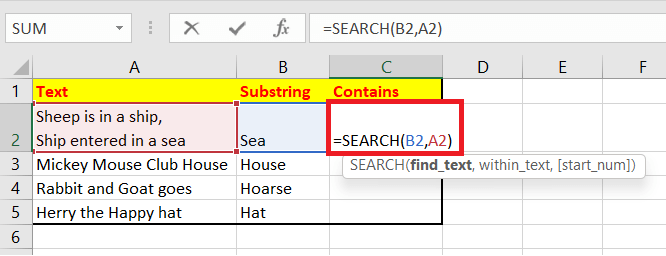 SUM fx =SEARCH(B2,A2)
A B C D E F
1 Text Substring Contains
Sheep is in a ship,
2 Ship entered in a sea Sea =SEARCH(B2,A2)
3 Mickey Mouse Club House House
SEARCH(find_text, within_text, [start_num])
4 Rabbit and Goat goes Hoarse
5 Herry the Happy hat Hat
6